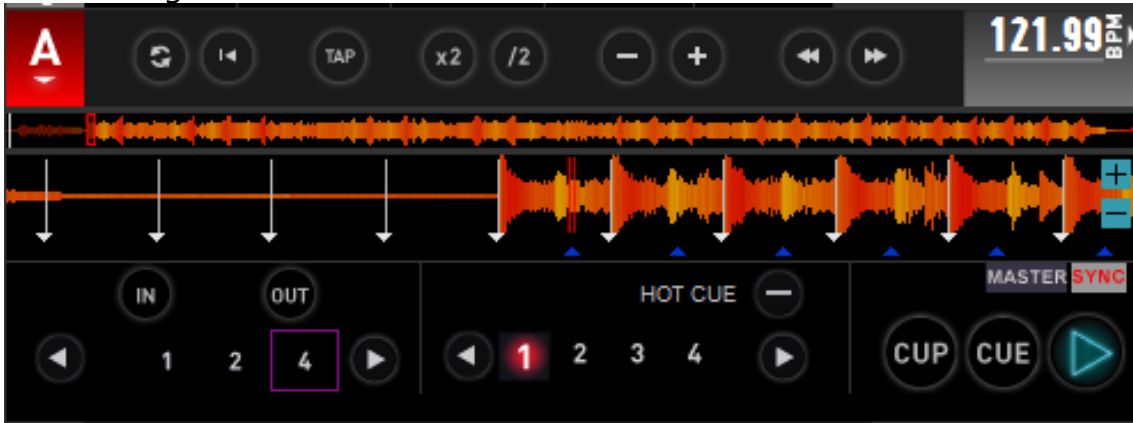 A TAP x2 /2 − + 121.99 BPM
+
−
MASTER SYNC
IN OUT HOT CUE −
CUP CUE
1 2 4 1 2 3 4